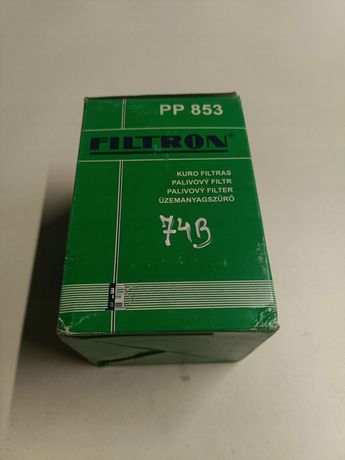 PP 853
FILTRON®
KURO FILTRAS
PALIVOVÝ FILTR
PALIVOVÝ FILTER
ÜZEMANYAGSZŰRŐ
74B